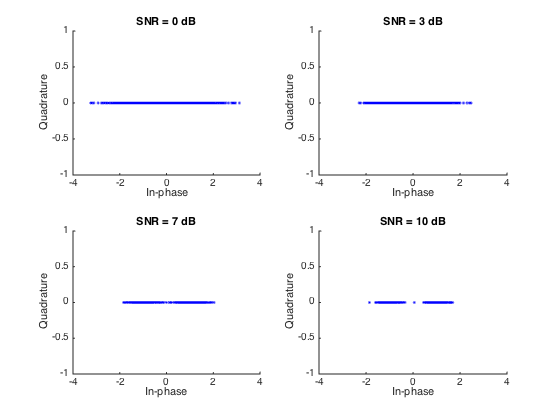 SNR = 0 dB
1
0.5
0
-0.5
-1
Quadrature
-4 -2 0 2 4
In-phase
SNR = 3 dB
1
0.5
0
-0.5
-1
Quadrature
-4 -2 0 2 4
In-phase
SNR = 7 dB
1
0.5
0
-0.5
-1
Quadrature
-4 -2 0 2 4
In-phase
SNR = 10 dB
1
0.5
0
-0.5
-1
Quadrature
-4 -2 0 2 4
In-phase